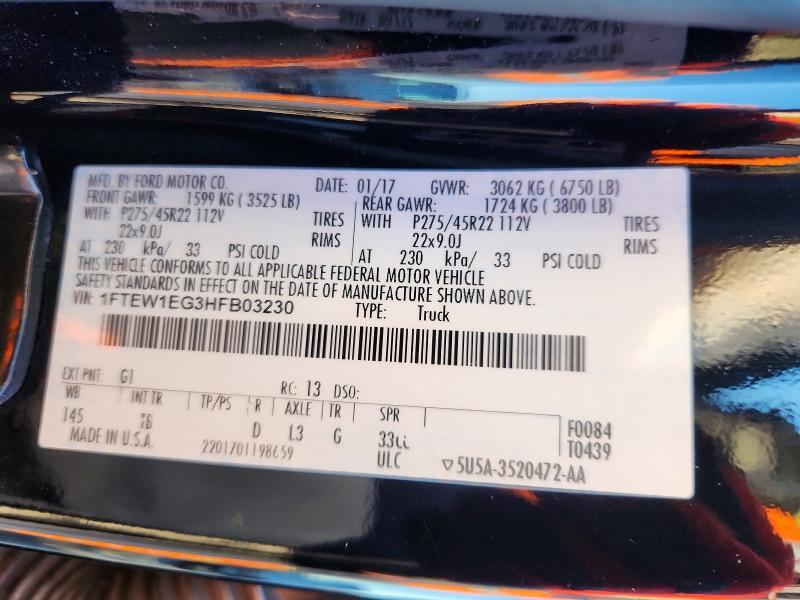 MFD. BY FORD MOTOR CO. DATE: 01/17 GVWR: 3062 KG ( 6750 LB)
FRONT GAWR: 1599 KG ( 3525 LB) REAR GAWR: 1724 KG ( 3800 LB)
WITH P275/45R22 112V TIRES WITH P275/45R22 112V TIRES
22x9.0J RIMS 22x9.0J RIMS
AT 230 kPa/ 33 PSI COLD AT 230 kPa/ 33 PSI COLD
THIS VEHICLE CONFORMS TO ALL APPLICABLE FEDERAL MOTOR VEHICLE
SAFETY STANDARDS IN EFFECT ON THE DATE OF MANUFACTURE SHOWN ABOVE.
VIN: 1FTEW1EG3HFB03230 TYPE: Truck
EXT PNT: G1 RC: 13 DSO:
WB INT TR TP/PS R AXLE TR SPR
145 TB D L3 G 33 F0084
MADE IN U.S.A. 2201701198659 ULC T0439
5U5A-3520472-AA